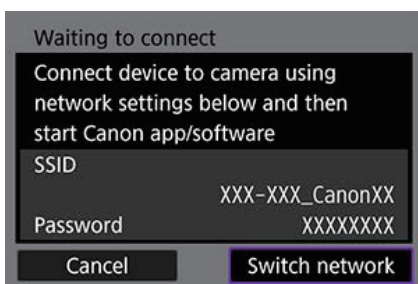 Waiting to connect
Connect device to camera using
network settings below and then
start Canon app/software
SSID
XXX-XXX_CanonXX
Password XXXXXXXX
Cancel Switch network